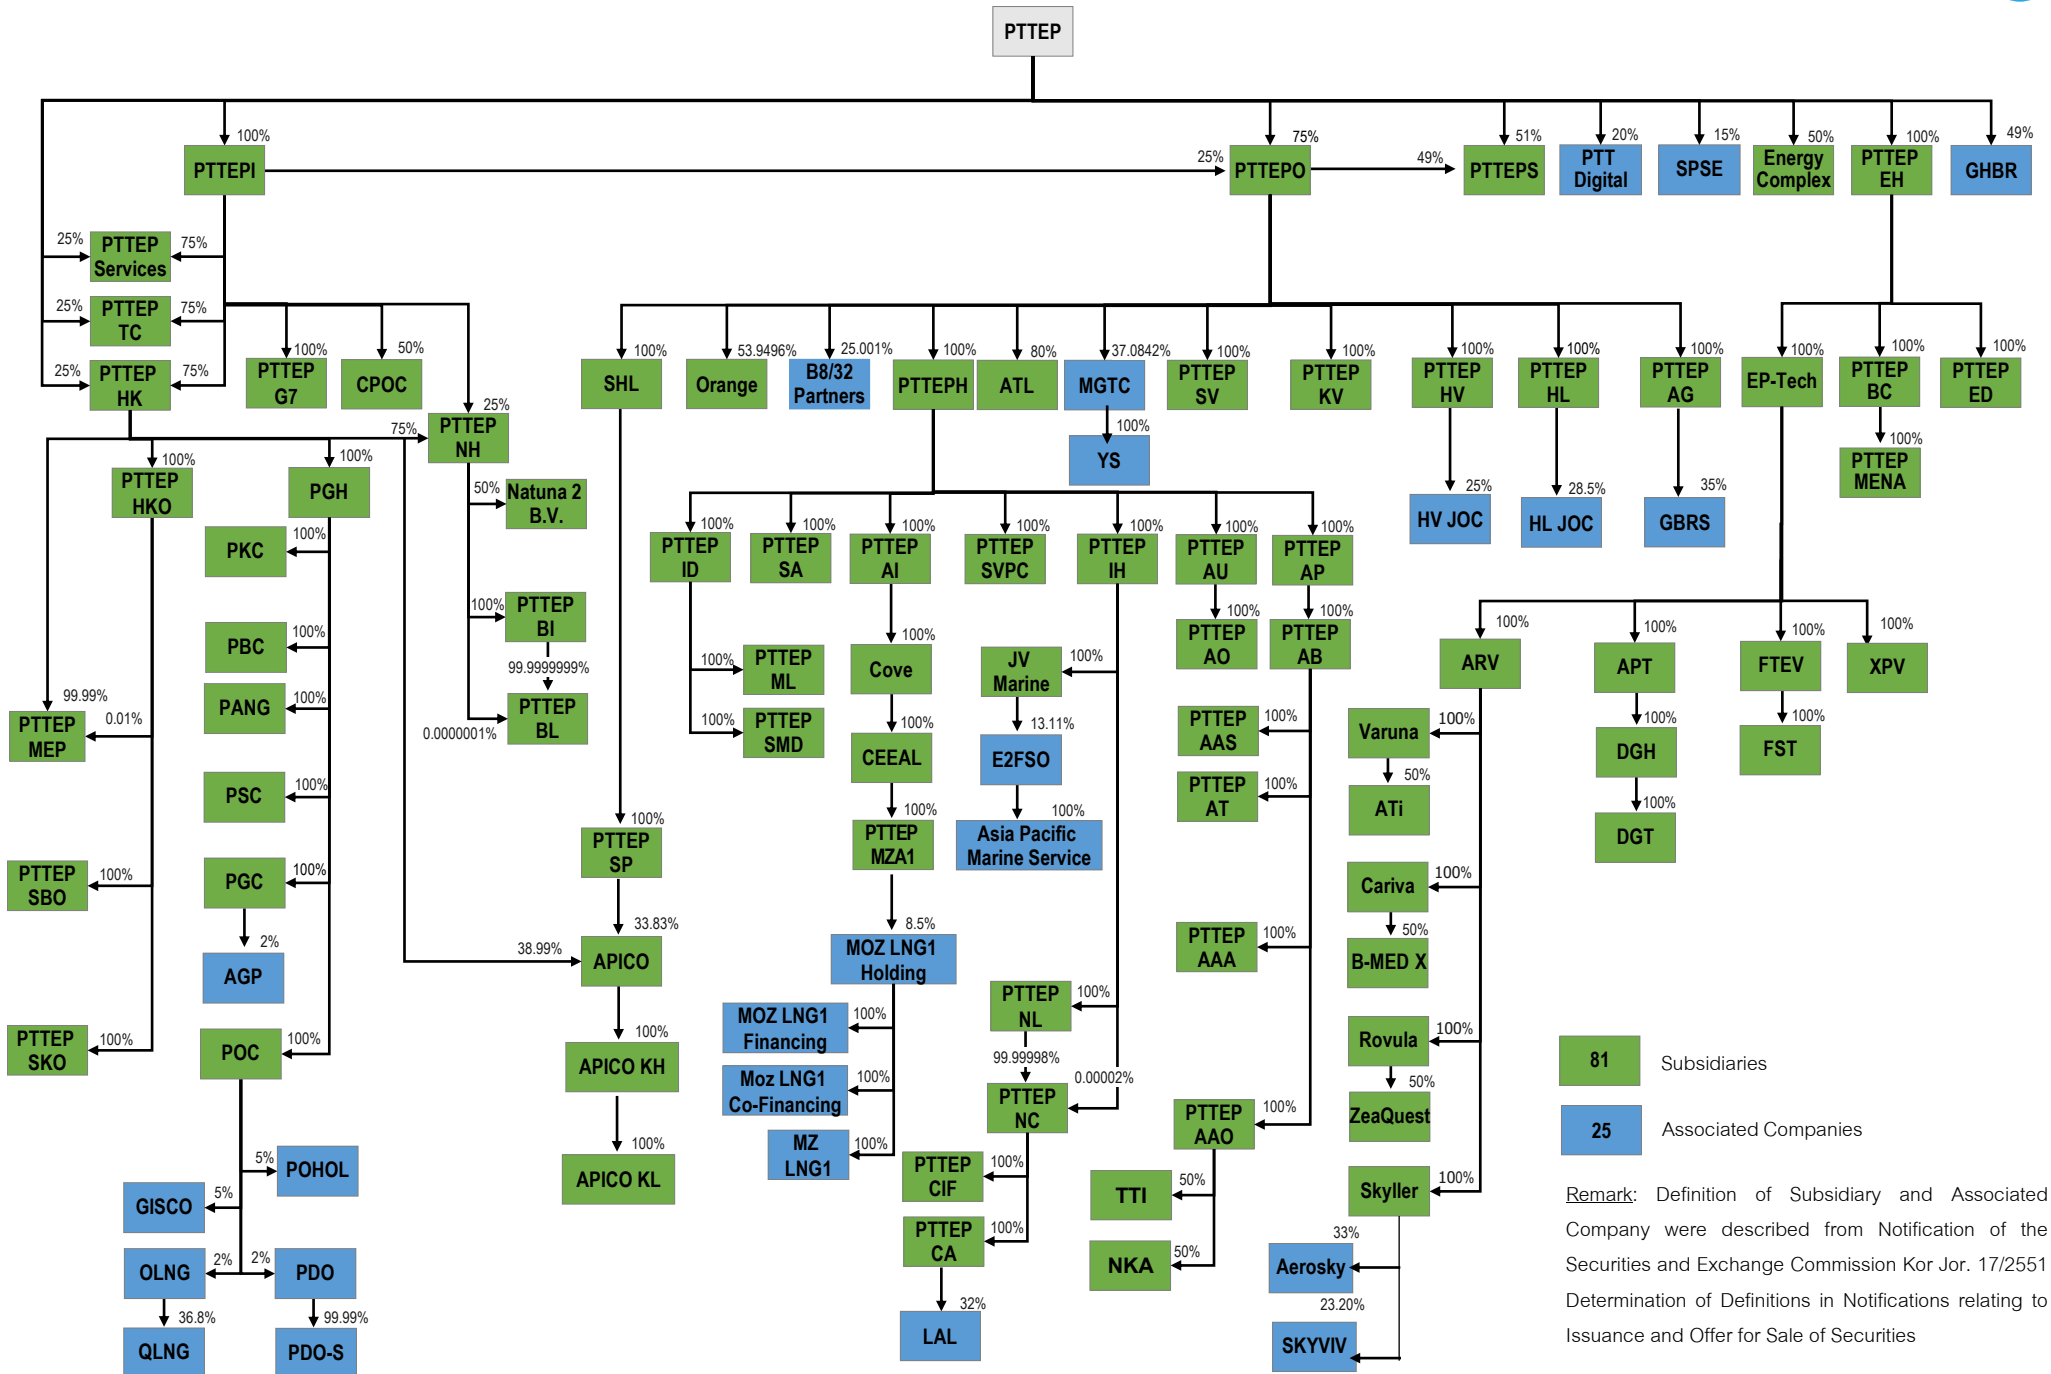 PTTEP
100%
75%
51%
20%
15%
50%
100%
49%
PTTEPI
25%
PTTEPO
49%
PTTEPS
PTT
Digital
SPSE
Energy
Complex
PTTEP
EH
GHBR
25%
PTTEP
Services
75%
25%
PTTEP
TC
75%
25%
PTTEP
HK
75%
100%
PTTEP
G7
50%
CPOC
25%
PTTEP
NH
75%
100%
SHL
53.9496%
Orange
25.001%
B8/32
Partners
100%
PTTEPH
80%
ATL
37.0842%
MGTC
100%
PTTEP
SV
100%
PTTEP
KV
100%
PTTEP
HV
100%
PTTEP
HL
100%
PTTEP
AG
100%
EP-Tech
100%
PTTEP
BC
100%
PTTEP
ED
100%
YS
100%
PTTEP
MENA
100%
PTTEP
HKO
100%
PGH
50%
Natuna 2
B.V.
25%
HV JOC
28.5%
HL JOC
35%
GBRS
PKC
100%
PBC
100%
PANG
100%
PSC
100%
PGC
100%
2%
AGP
POC
100%
99.99%
PTTEP
MEP
0.01%
PTTEP
SBO
100%
PTTEP
SKO
100%
5%
POHOL
GISCO
5%
OLNG
2%
2%
PDO
36.8%
QLNG
99.99%
PDO-S
100%
PTTEP
BI
99.9999999%
PTTEP
BL
0.0000001%
100%
PTTEP
SP
33.83%
38.99%
APICO
100%
APICO KH
100%
APICO KL
100%
PTTEP
ID
100%
PTTEP
SA
100%
PTTEP
AI
100%
PTTEP
SVPC
100%
PTTEP
IH
100%
PTTEP
AU
100%
PTTEP
AP
100%
PTTEP
ML
100%
PTTEP
SMD
100%
Cove
100%
CEEAL
100%
PTTEP
MZA1
8.5%
MOZ LNG1
Holding
MOZ LNG1
Financing
100%
Moz LNG1
Co-Financing
100%
MZ
LNG1
100%
JV
Marine
100%
13.11%
E2FSO
100%
Asia Pacific
Marine Service
PTTEP
NL
100%
99.99998%
0.00002%
PTTEP
NC
PTTEP
CIF
100%
PTTEP
CA
100%
32%
LAL
100%
PTTEP
AO
100%
PTTEP
AB
PTTEP
AAS
100%
PTTEP
AT
100%
PTTEP
AAA
100%
PTTEP
AAO
100%
TTI
50%
NKA
50%
100%
ARV
100%
APT
100%
FTEV
100%
XPV
Varuna
100%
50%
ATi
Cariva
100%
50%
B-MED X
Rovula
100%
50%
ZeaQuest
Skyller
100%
33%
Aerosky
23.20%
SKYVIV
100%
DGH
100%
DGT
100%
FST
81
Subsidiaries
25
Associated Companies
Remark: Definition of Subsidiary and Associated
Company were described from Notification of the
Securities and Exchange Commission Kor Jor. 17/2551
Determination of Definitions in Notifications relating to
Issuance and Offer for Sale of Securities